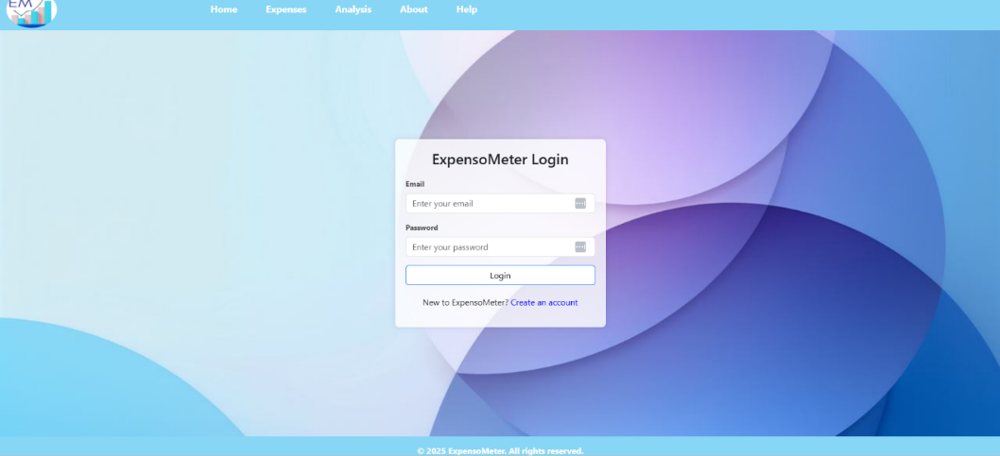 EM
Home Expenses Analysis About Help
ExpensoMeter Login
Email
Enter your email
Password
Enter your password
Login
New to ExpensoMeter? Create an account
© 2025 ExpensoMeter. All rights reserved.